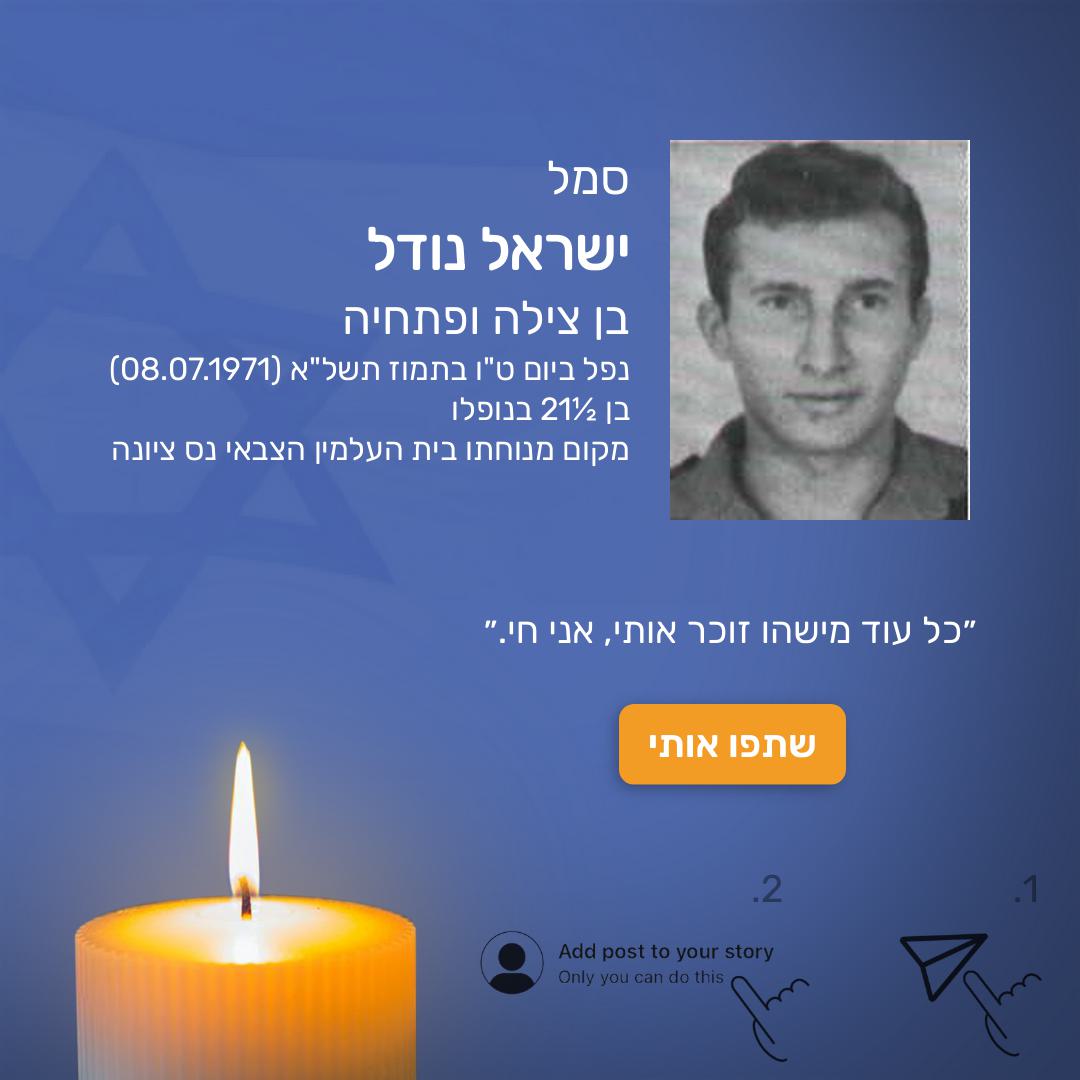 סמל
ישראל נודל
בן צילה ופתחיה
נפל ביום ט"ו בתמוז תשל"א (08.07.1971)
בן 21½ בנופלו
מקום מנוחתו בית העלמין הצבאי נס ציונה
״כל עוד מישהו זוכר אותי, אני חי.״
שתפו אותי
.1
.2
Add post to your story
Only you can do this